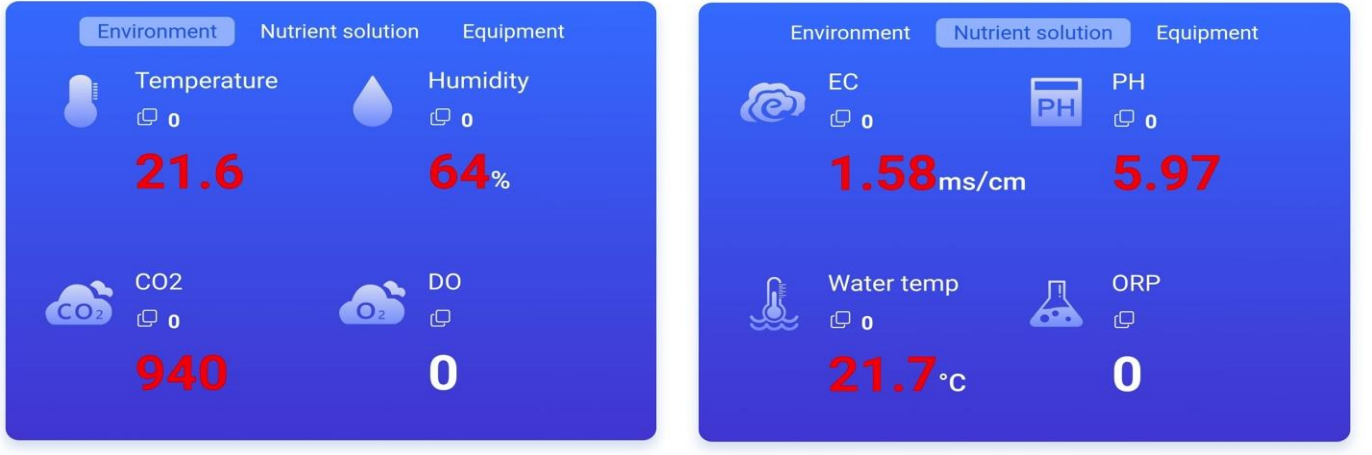 Environment Nutrient solution Equipment
Temperature Humidity
0 0
21.6 64%
CO2 DO
CO2 0 O2
940 0
Environment Nutrient solution Equipment
EC PH
e 0 PH 0
1.58ms/cm 5.97
Water temp ORP
0
21.7°C 0